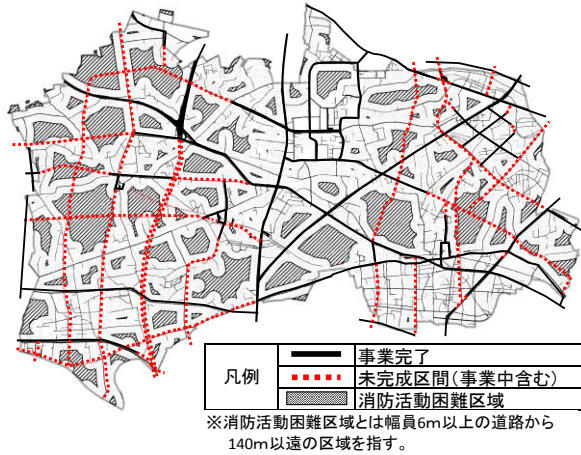 凡例
事業完了
未完成区間(事業中含む)
消防活動困難区域
※消防活動困難区域とは幅員6m以上の道路から
140m以遠の区域を指す。